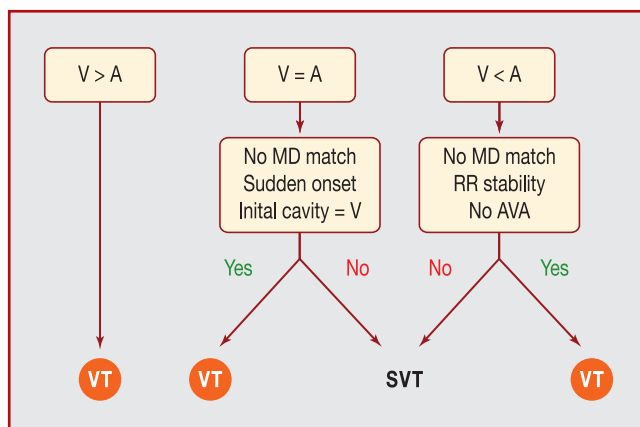 V > A
V = A
V < A
No MD match
Sudden onset
Inital cavity = V
No MD match
RR stability
No AVA
Yes
No
No
Yes
VT
VT
SVT
VT